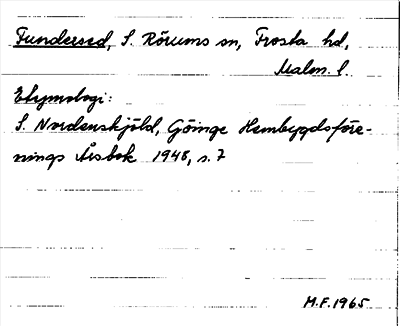 Fundersed, S. Rörums sn, Frosta hd,
Malm. l.
Etymologi:
S. Nordenskjöld, Göinge Hembygdsföre-
nings Årsbok 1948, s. 7
M.F. 1965